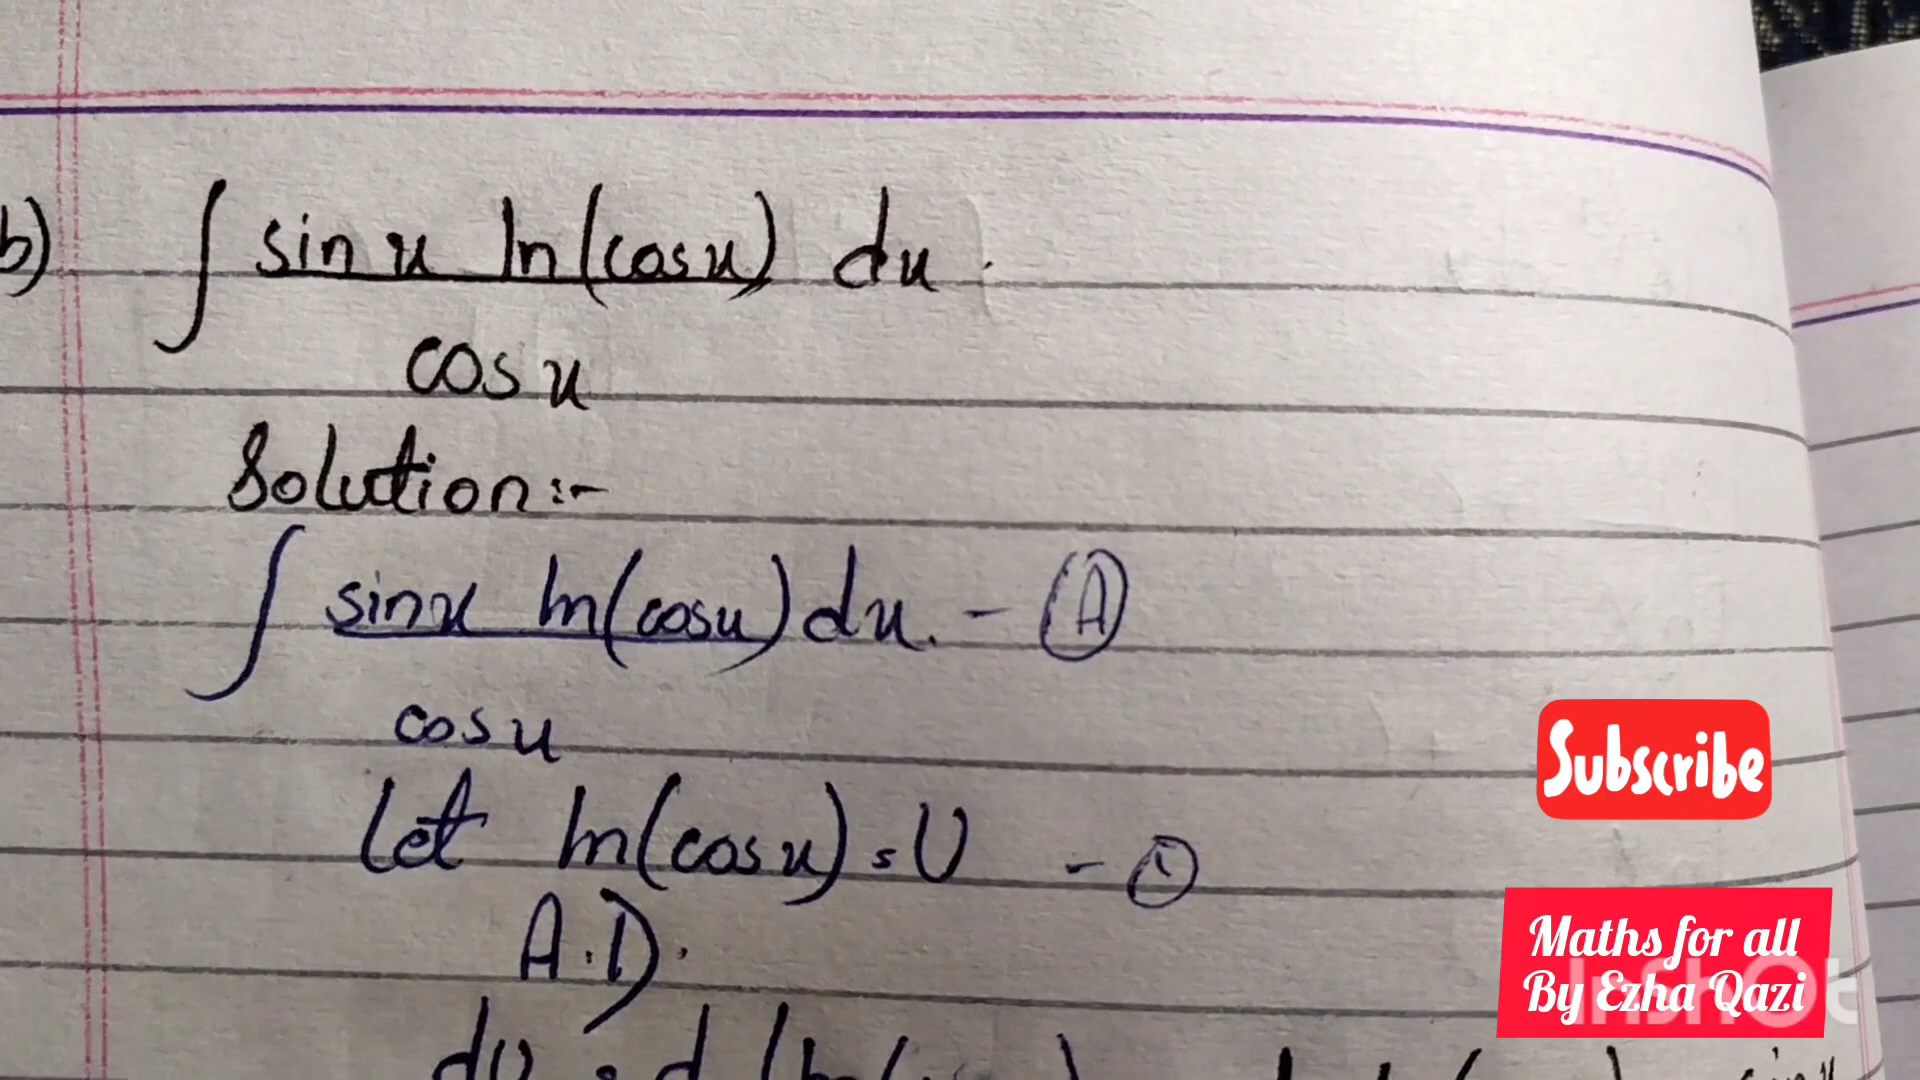 b) ∫ sin x ln(cos x) dx.
cos x
Solution:-
∫ sin x ln(cos x) dx. - Ⓐ
cos x
Let ln(cos x) = U - ①
A.D.
Subscribe
Maths for all
By Ezha Qazi
InShOt